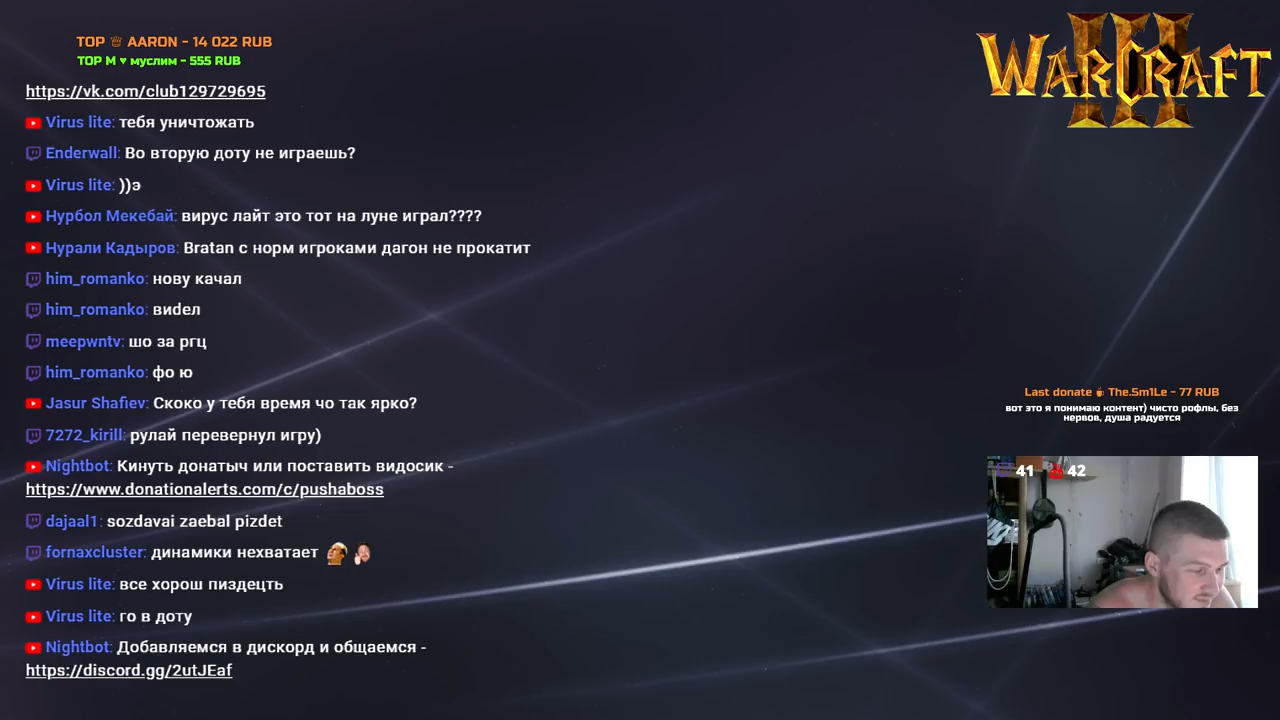 TOP ♕ AARON - 14 022 RUB
TOP M ♥ муслим - 555 RUB
WARCRAFT III
https://vk.com/club129729695
Virus lite: тебя уничтожать
Enderwall: Во вторую доту не играешь?
Virus lite: ))э
Нурбол Мекебай: вирус лайт это тот на луне играл????
Нурали Кадыров: Bratan с норм игроками дагон не прокатит
him_romanko: нову качал
him_romanko: виdел
meepwntv: шо за ргц
him_romanko: фо ю
Jasur Shafiev: Скоко у тебя время чо так ярко?
7272_kirill: рулай перевернул игру)
Nightbot: Кинуть донатыч или поставить видосик -
https://www.donationalerts.com/c/pushaboss
dajaal1: sozdavai zaebal pizdet
fornaxcluster: динамики нехватает
Virus lite: все хорош пиздецть
Virus lite: го в доту
Nightbot: Добавляемся в дискорд и общаемся -
https://discord.gg/2utJEaf
Last donate The.5m1Le - 77 RUB
вот это я понимаю контент) чисто рофлы, без
нервов, душа радуется
41 42